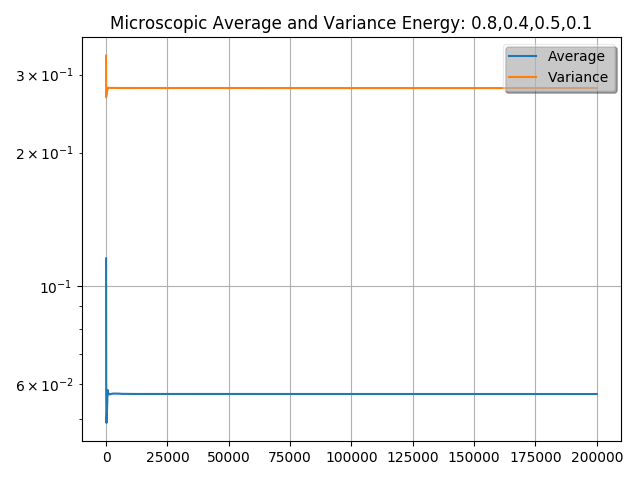 Microscopic Average and Variance Energy: 0.8,0.4,0.5,0.1
Average
Variance
3 × 10⁻¹
2 × 10⁻¹
10⁻¹
6 × 10⁻²
0 25000 50000 75000 100000 125000 150000 175000 200000